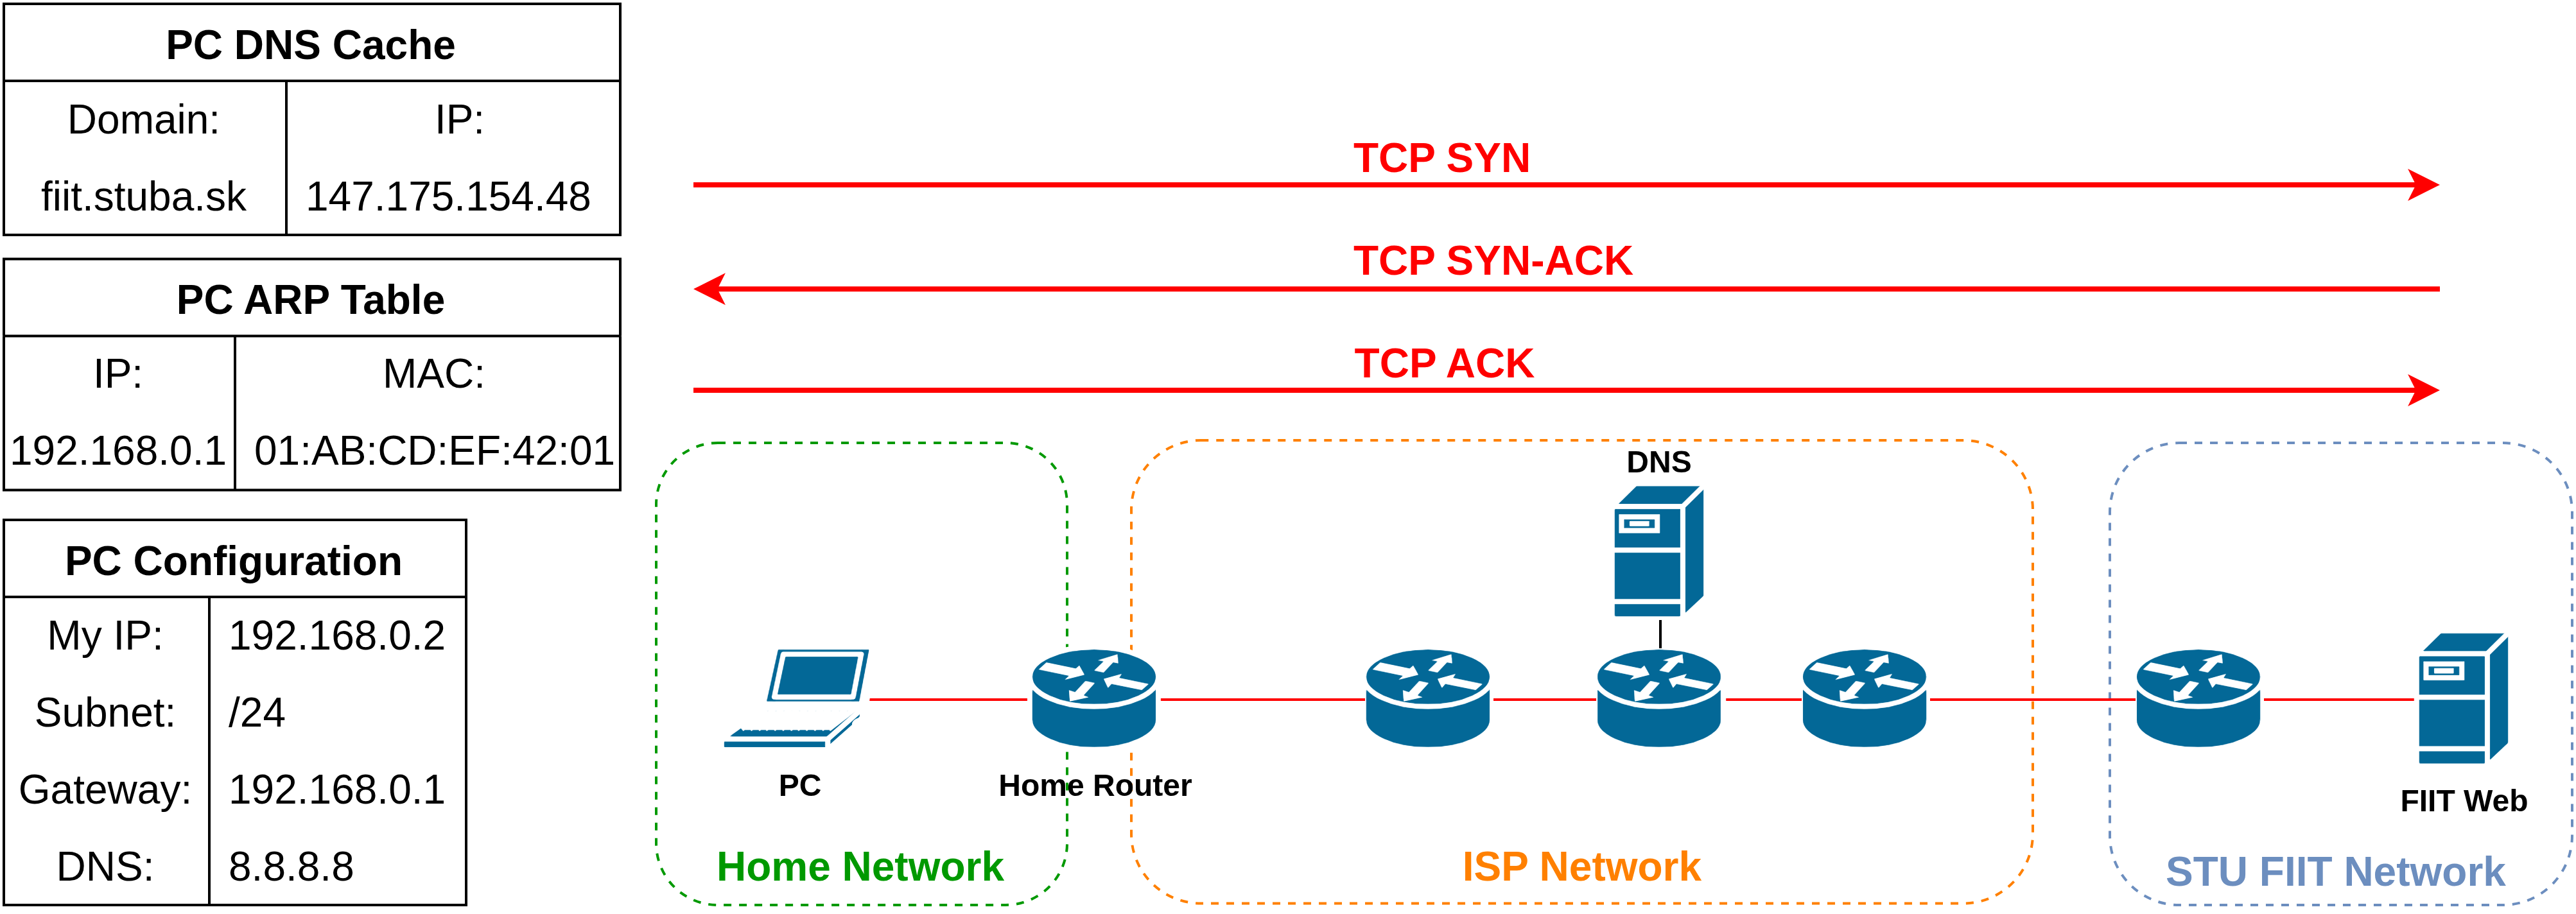 PC DNS Cache
Domain: IP:
fiit.stuba.sk 147.175.154.48
PC ARP Table
IP: MAC:
192.168.0.1 01:AB:CD:EF:42:01
PC Configuration
My IP: 192.168.0.2
Subnet: /24
Gateway: 192.168.0.1
DNS: 8.8.8.8
TCP SYN
TCP SYN-ACK
TCP ACK
DNS
PC
Home Router
FIIT Web
Home Network
ISP Network
STU FIIT Network